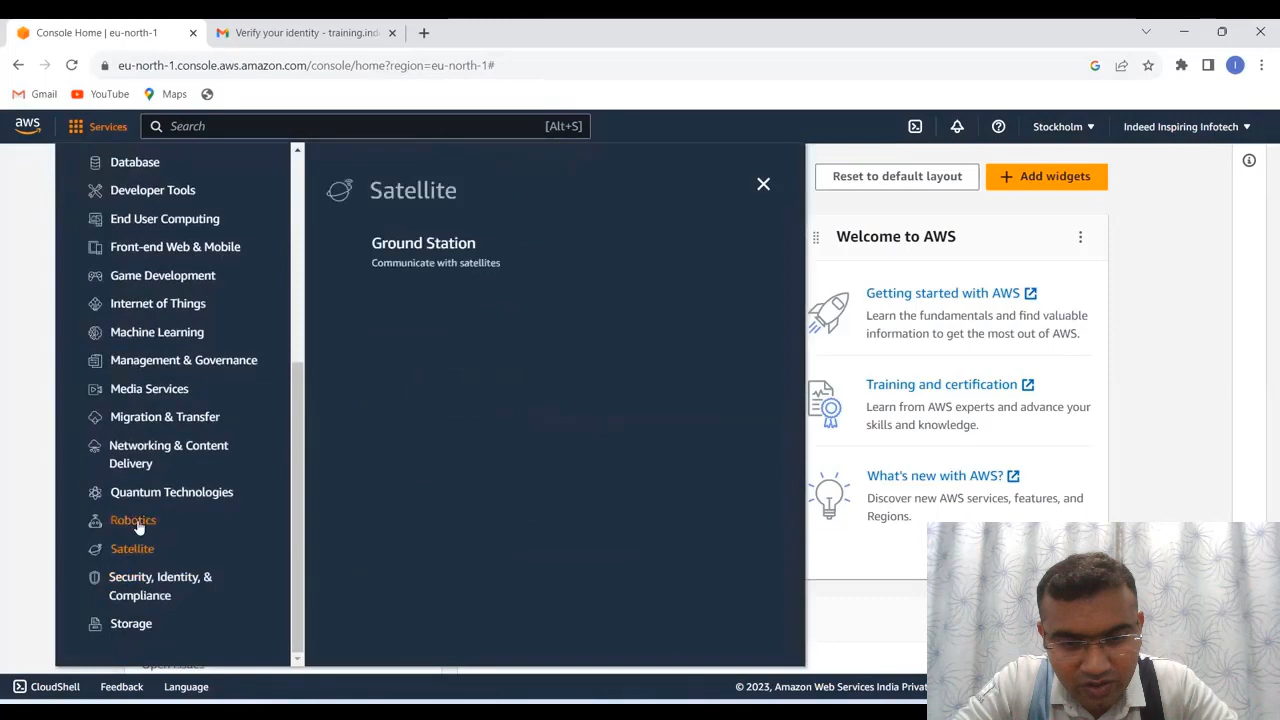 Console Home | eu-north-1
Verify your identity - training.ind
eu-north-1.console.aws.amazon.com/console/home?region=eu-north-1#
G
I
Gmail
YouTube
Maps
aws
Services
Search
[Alt+S]
Stockholm
Indeed Inspiring Infotech
Database
Developer Tools
End User Computing
Front-end Web & Mobile
Game Development
Internet of Things
Machine Learning
Management & Governance
Media Services
Migration & Transfer
Networking & Content
Delivery
Quantum Technologies
Robotics
Satellite
Security, Identity, &
Compliance
Storage
Satellite
Ground Station
Communicate with satellites
Reset to default layout
Add widgets
Welcome to AWS
Getting started with AWS
Learn the fundamentals and find valuable
information to get the most out of AWS.
Training and certification
Learn from AWS experts and advance your
skills and knowledge.
What's new with AWS?
Discover new AWS services, features, and
Regions.
Open issues
CloudShell
Feedback
Language
© 2023, Amazon Web Services India Privat